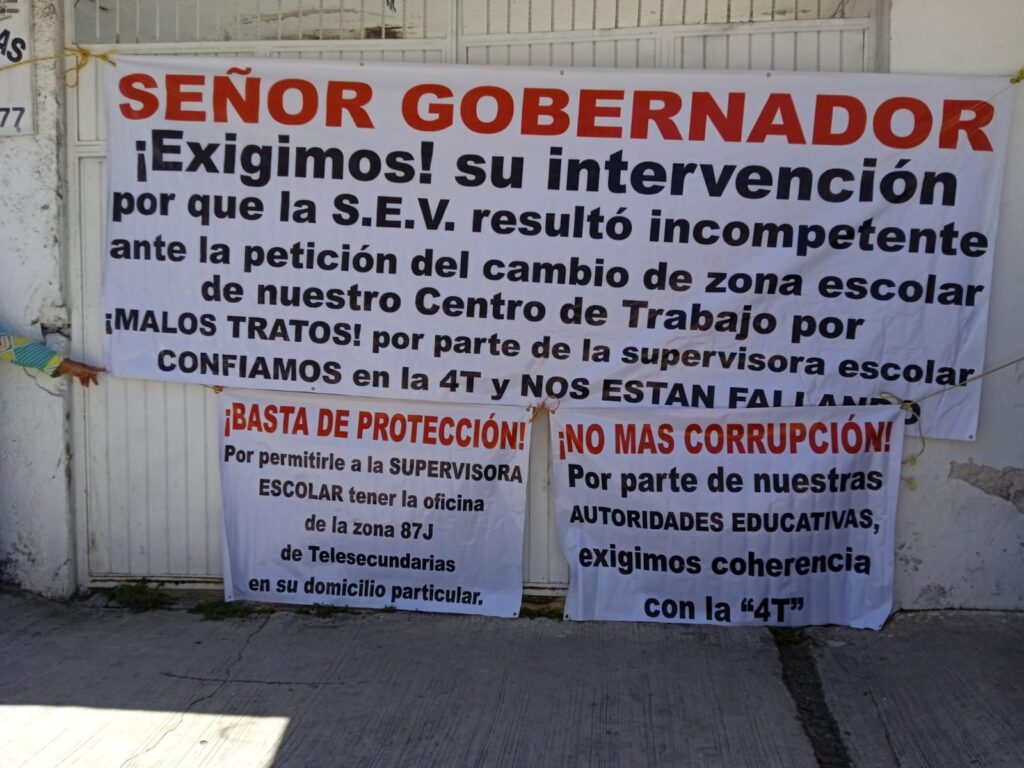 AS
77
SEÑOR GOBERNADOR
¡Exigimos! su intervención
por que la S.E.V. resultó incompetente
ante la petición del cambio de zona escolar
de nuestro Centro de Trabajo por
¡MALOS TRATOS! por parte de la supervisora escolar
CONFIAMOS en la 4T y NOS ESTAN FALLANDO
¡BASTA DE PROTECCIÓN!
Por permitirle a la SUPERVISORA
ESCOLAR tener la oficina
de la zona 87J
de Telesecundarias
en su domicilio particular.
¡NO MAS CORRUPCIÓN!
Por parte de nuestras
AUTORIDADES EDUCATIVAS,
exigimos coherencia
con la “4T”